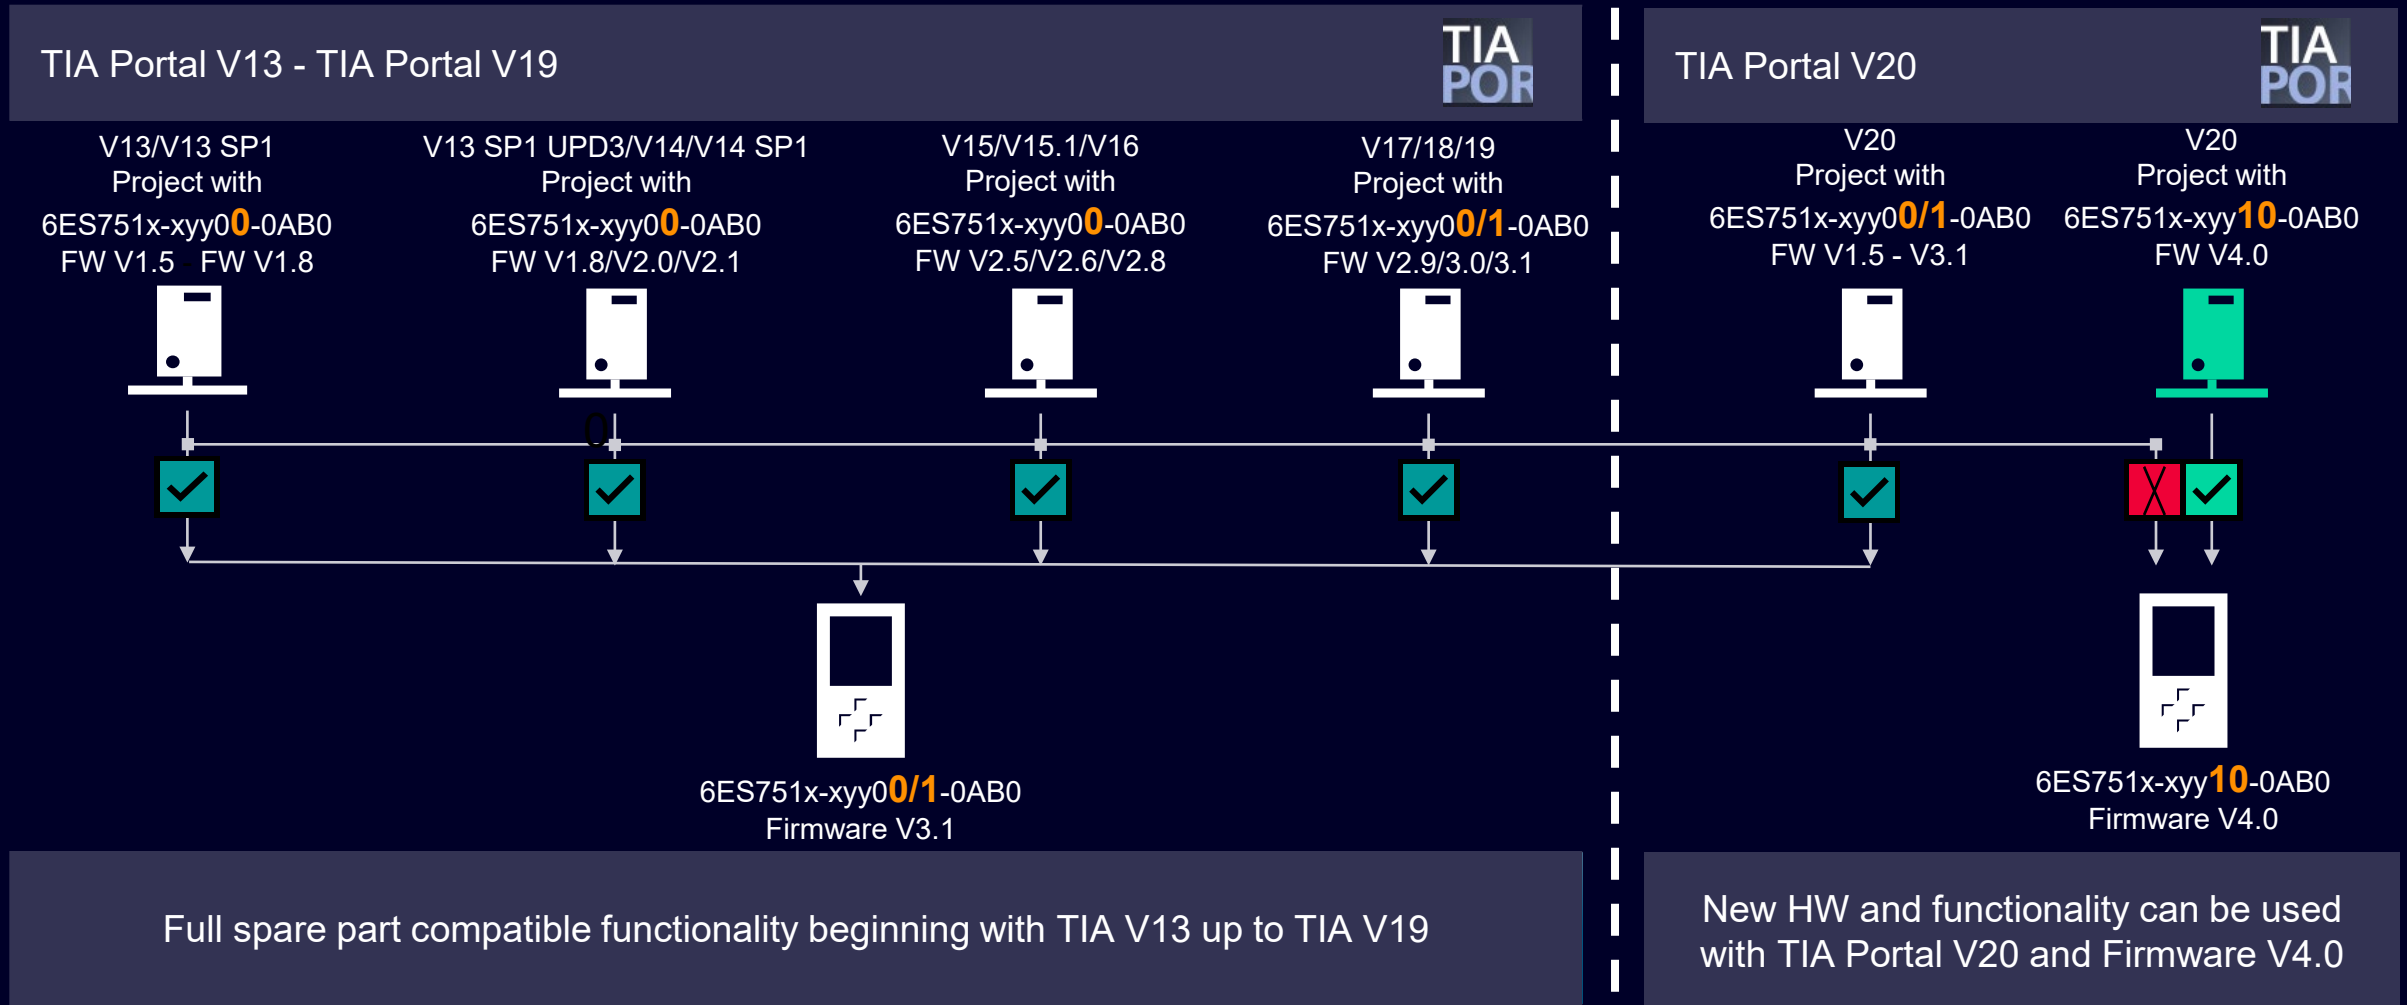 TIA Portal V13 - TIA Portal V19
TIA
POR
TIA Portal V20
TIA
POR
V13/V13 SP1
Project with
6ES751x-xyy00-0AB0
FW V1.5 - FW V1.8
V13 SP1 UPD3/V14/V14 SP1
Project with
6ES751x-xyy00-0AB0
FW V1.8/V2.0/V2.1
V15/V15.1/V16
Project with
6ES751x-xyy00-0AB0
FW V2.5/V2.6/V2.8
V17/18/19
Project with
6ES751x-xyy00/1-0AB0
FW V2.9/3.0/3.1
V20
Project with
6ES751x-xyy00/1-0AB0
FW V1.5 - V3.1
V20
Project with
6ES751x-xyy10-0AB0
FW V4.0
0
6ES751x-xyy00/1-0AB0
Firmware V3.1
6ES751x-xyy10-0AB0
Firmware V4.0
Full spare part compatible functionality beginning with TIA V13 up to TIA V19
New HW and functionality can be used
with TIA Portal V20 and Firmware V4.0